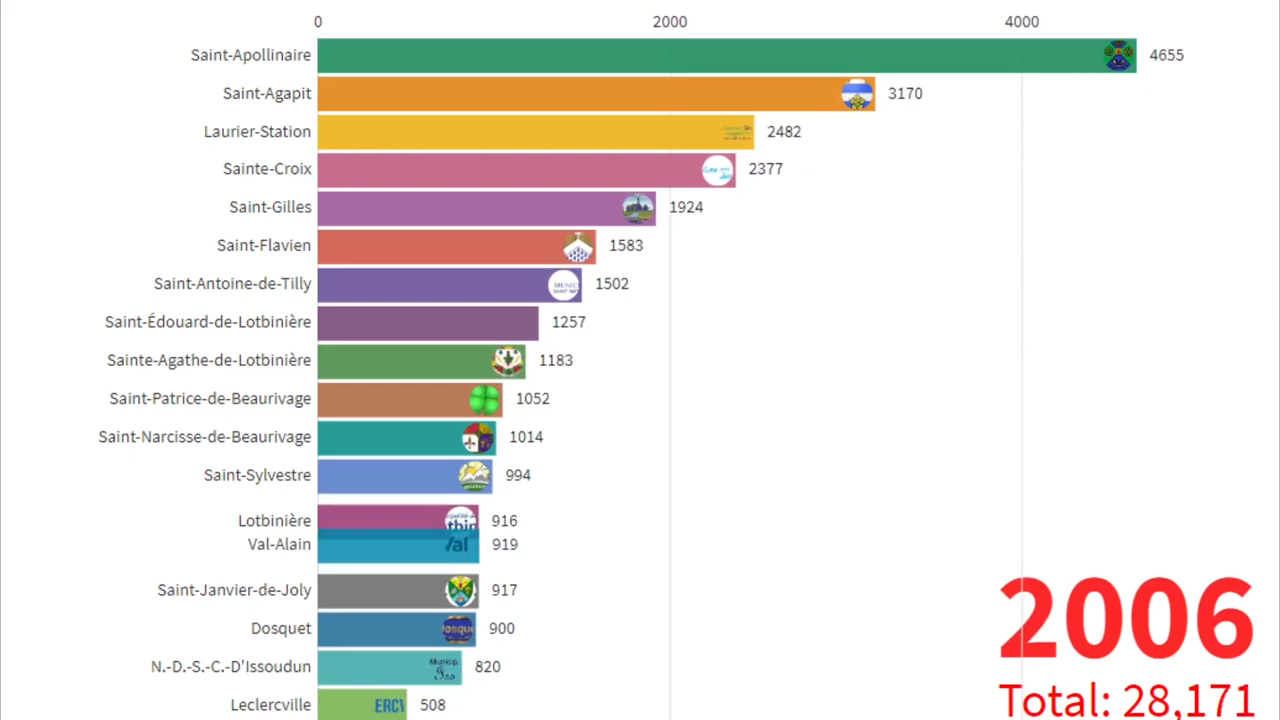 0 2000 4000
Saint-Apollinaire 4655
Saint-Agapit 3170
Laurier-Station 2482
Sainte-Croix 2377
Saint-Gilles 1924
Saint-Flavien 1583
Saint-Antoine-de-Tilly 1502
Saint-Édouard-de-Lotbinière 1257
Sainte-Agathe-de-Lotbinière 1183
Saint-Patrice-de-Beaurivage 1052
Saint-Narcisse-de-Beaurivage 1014
Saint-Sylvestre 994
Lotbinière 916
Val-Alain Val 919
Saint-Janvier-de-Joly 917
Dosquet 900
N.-D.-S.-C.-D'Issoudun 820
Leclercville ERCV 508
2006
Total: 28,171